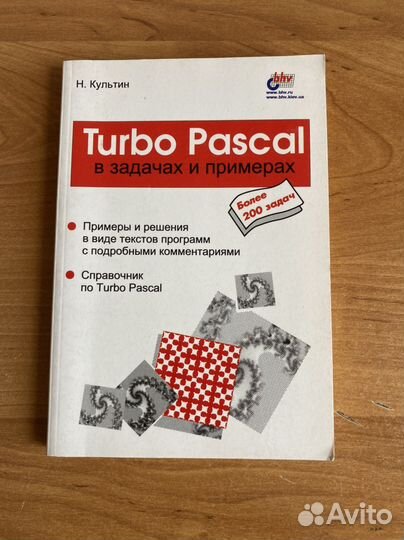 Н. Культин
bhv
www.bhv.ru
www.bhv.kiev.ua
Turbo Pascal
в задачах и примерах
Более
200 задач
Примеры и решения
в виде текстов программ
с подробными комментариями
Справочник
по Turbo Pascal
Avito